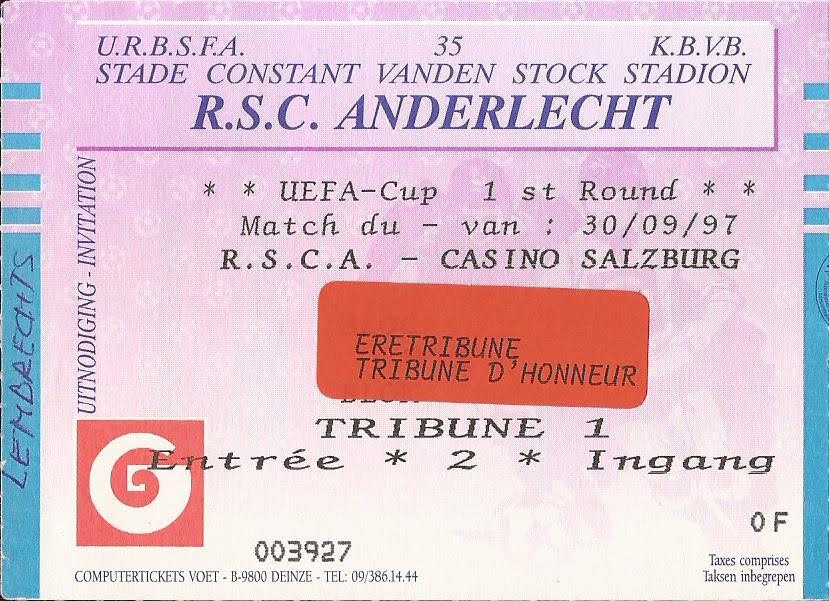 U.R.B.S.F.A. 35 K.B.V.B.
STADE CONSTANT VANDEN STOCK STADION
R.S.C. ANDERLECHT
UITNODIGING - INVITATION
* * UEFA-Cup 1 st Round * *
Match du - van : 30/09/97
R.S.C.A. - CASINO SALZBURG
ERETRIBUNE
TRIBUNE D'HONNEUR
TRIBUNE 1
Entrée * 2 * Ingang
0 F
003927
COMPUTERTICKETS VOET - B-9800 DEINZE - TEL: 09/386.14.44
Taxes comprises
Taksen inbegrepen
LEMBRECHTS